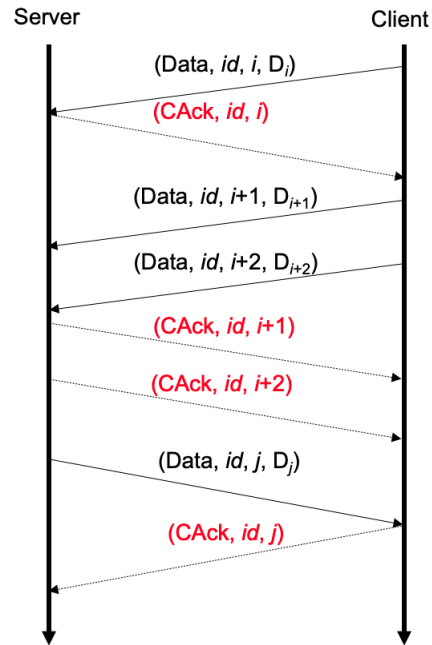 Server
Client
(Data, id, i, Dᵢ)
(CAck, id, i)
(Data, id, i+1, Dᵢ₊₁)
(Data, id, i+2, Dᵢ₊₂)
(CAck, id, i+1)
(CAck, id, i+2)
(Data, id, j, Dⱼ)
(CAck, id, j)